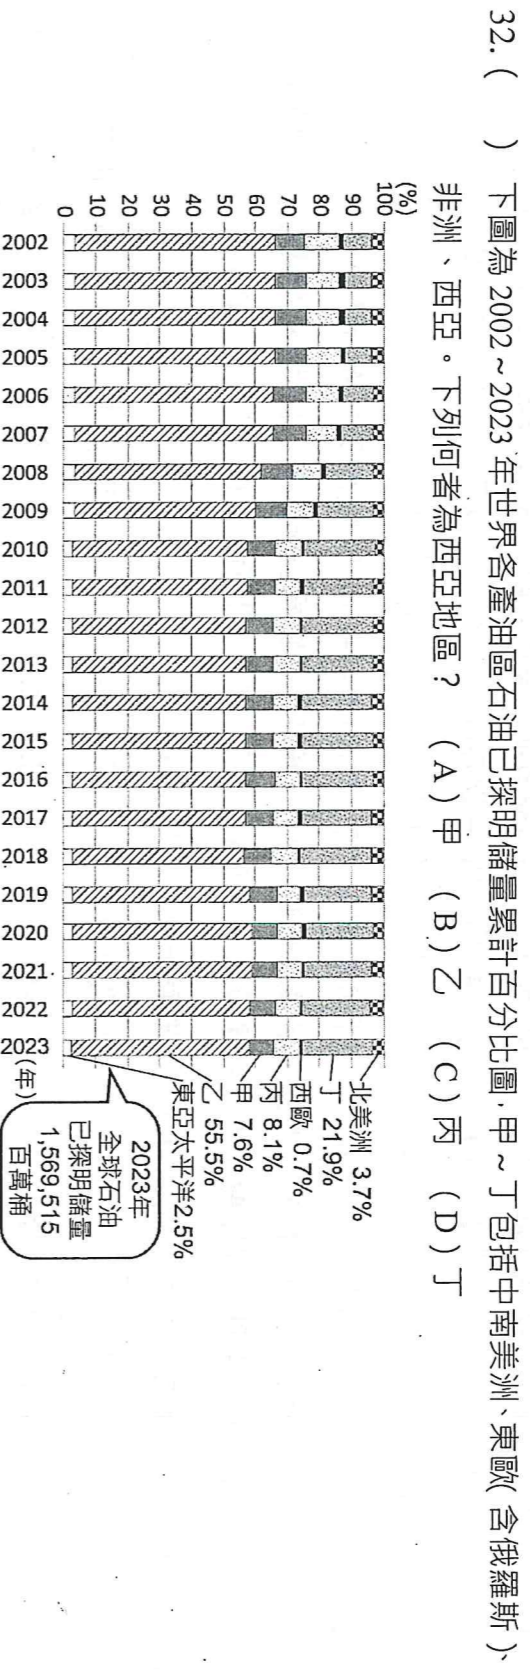 32. (　　) 下圖為 2002～2023 年世界各產油區石油已探明儲量累計百分比圖，甲～丁包括中南美洲、東歐(含俄羅斯)、
非洲、西亞。下列何者為西亞地區？ (A)甲 (B)乙 (C)丙 (D)丁
(%)
100
90
80
70
60
50
40
30
20
10
0
2002 2003 2004 2005 2006 2007 2008 2009 2010 2011 2012 2013 2014 2015 2016 2017 2018 2019 2020 2021 2022 2023 (年)
北美洲 3.7%
丁 21.9%
西歐 0.7%
丙 8.1%
甲 7.6%
乙 55.5%
東亞太平洋2.5%
2023年
全球石油
已探明儲量
1,569,515
百萬桶